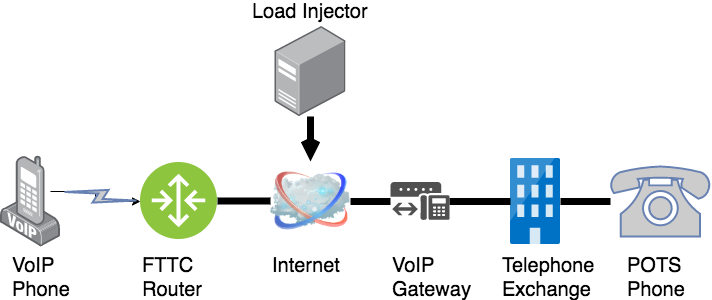 Load Injector
VoIP
VoIP
Phone
FTTC
Router
Internet
VoIP
Gateway
Telephone
Exchange
POTS
Phone